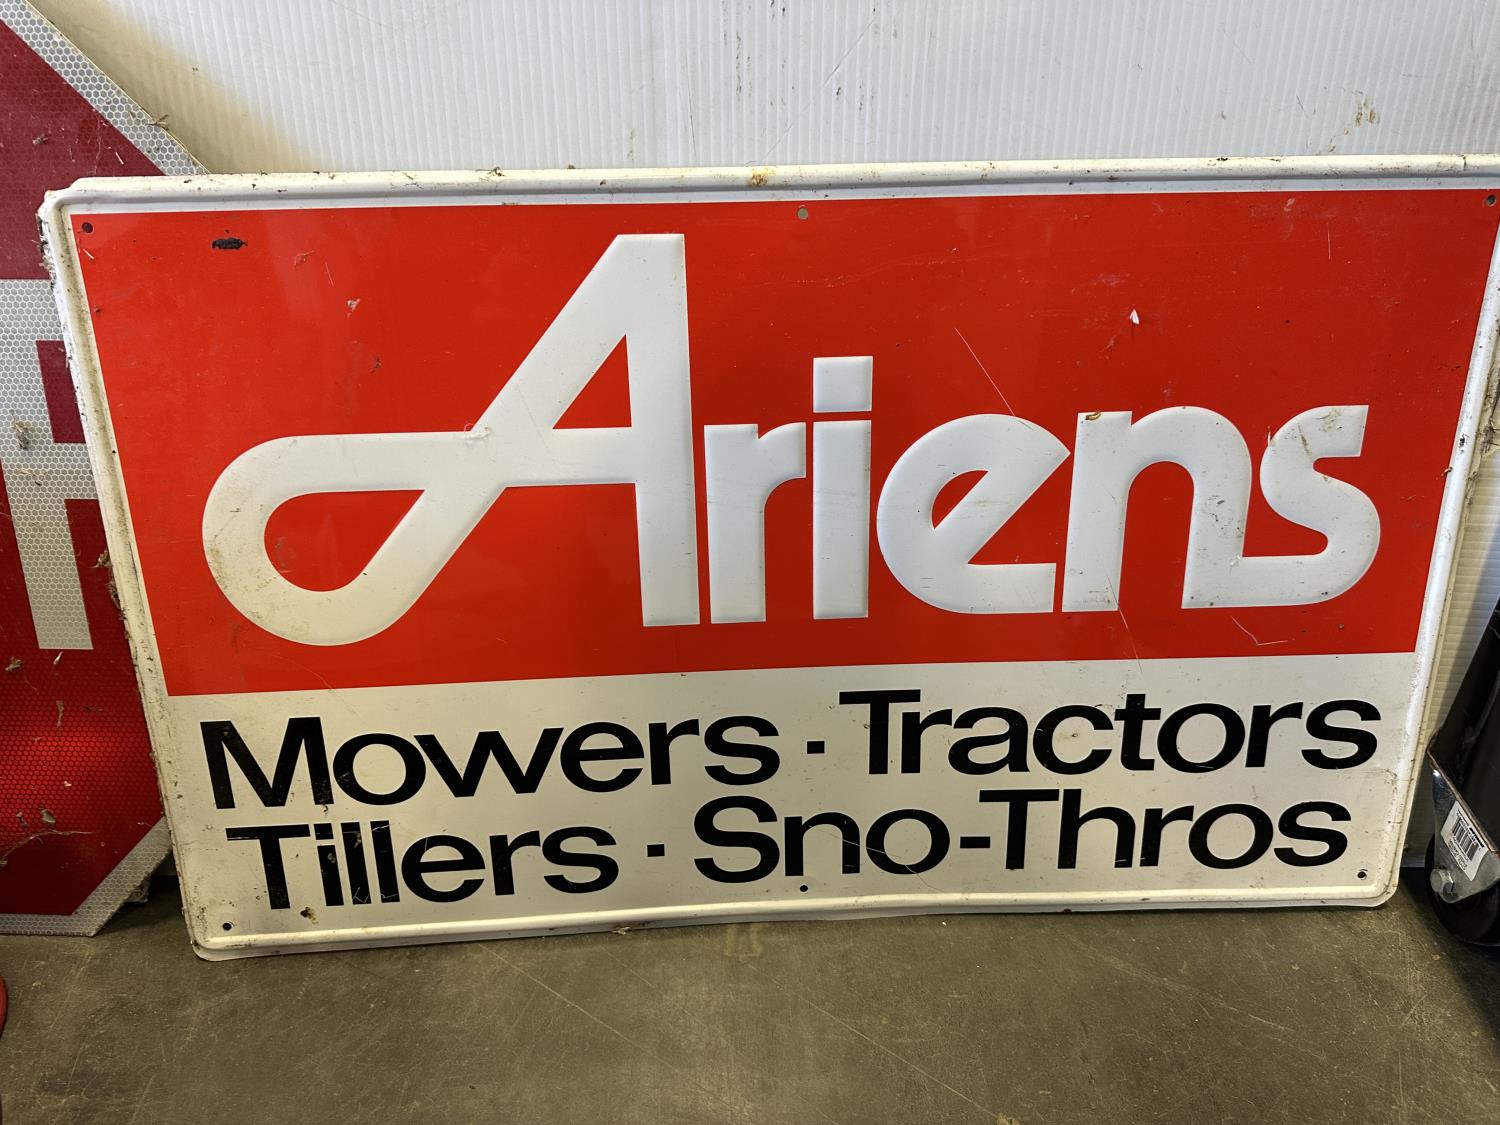 Ariens
Mowers · Tractors
Tillers · Sno-Thros